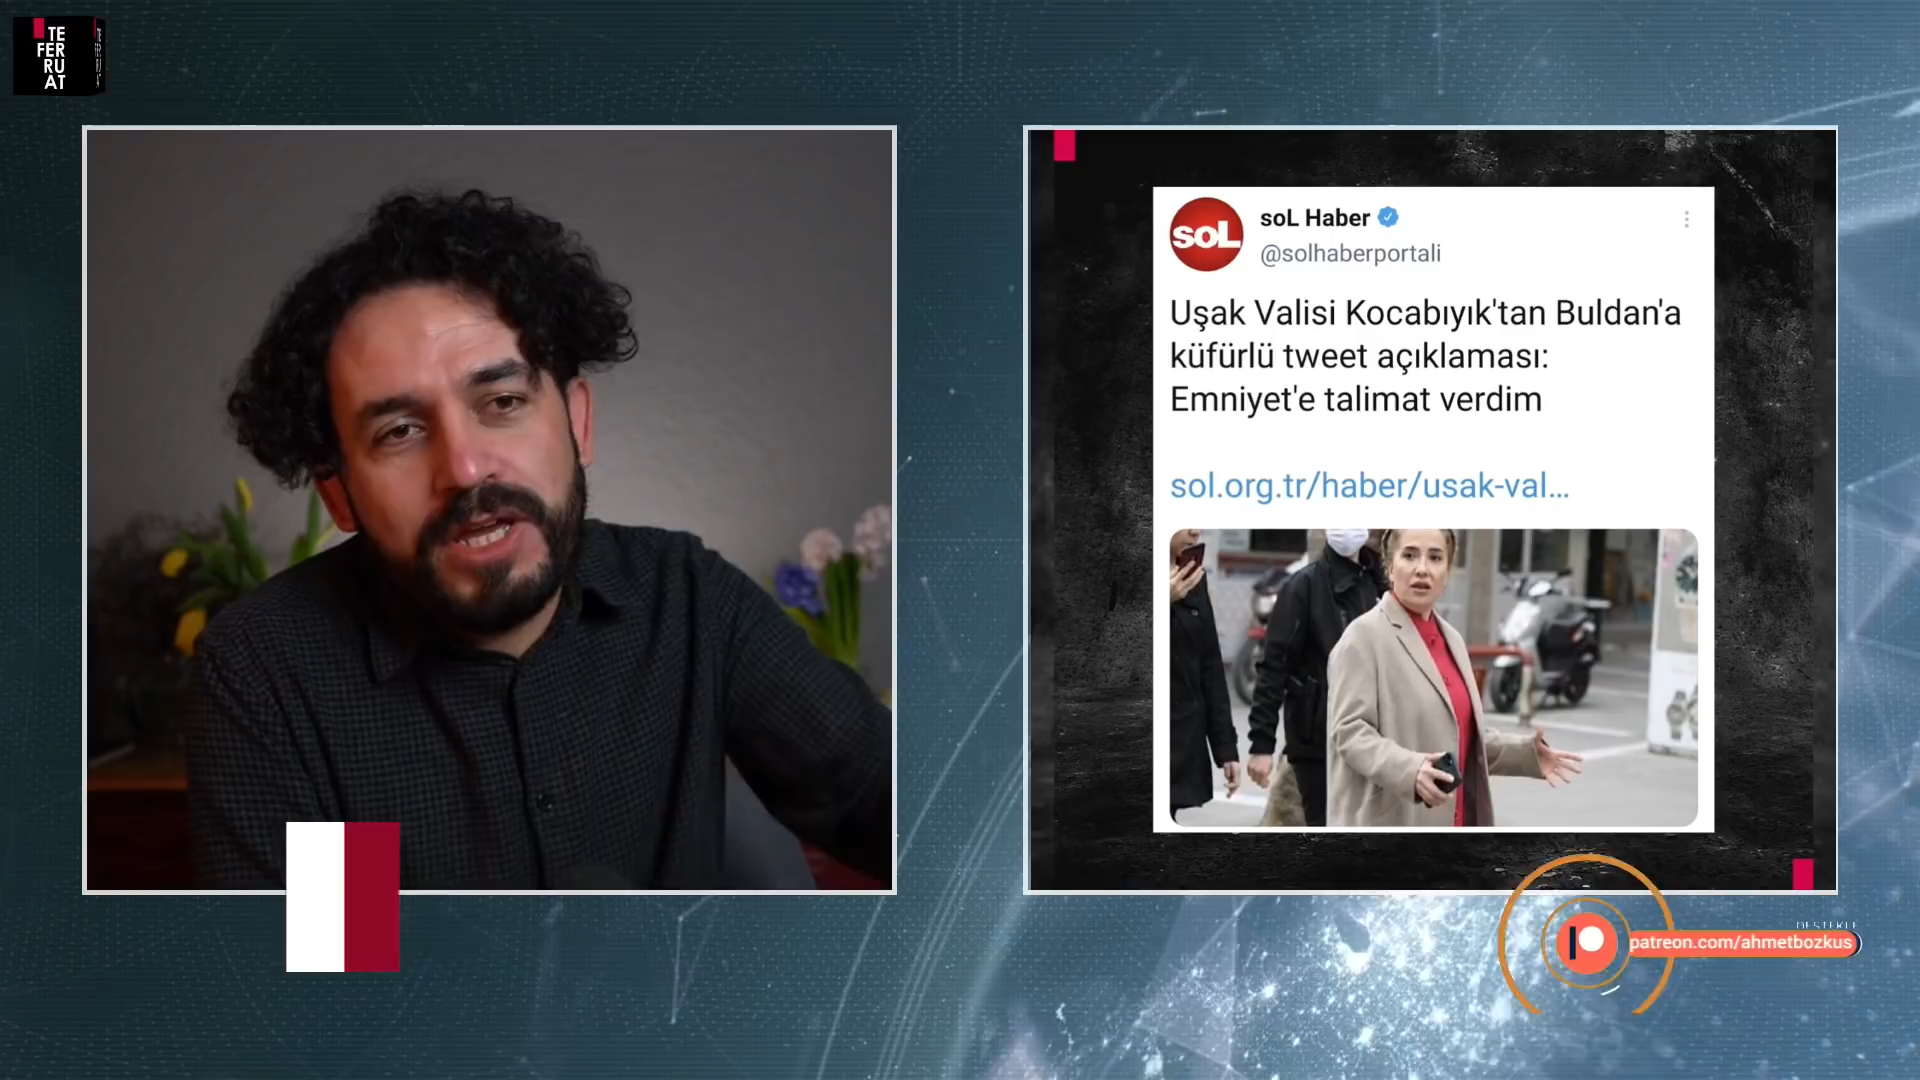 TE
FER
RU
AT
soL Haber
@solhaberportali
soL
Uşak Valisi Kocabıyık'tan Buldan'a
küfürlü tweet açıklaması:
Emniyet'e talimat verdim
sol.org.tr/haber/usak-val...
DESTEKLE
patreon.com/ahmetbozkus